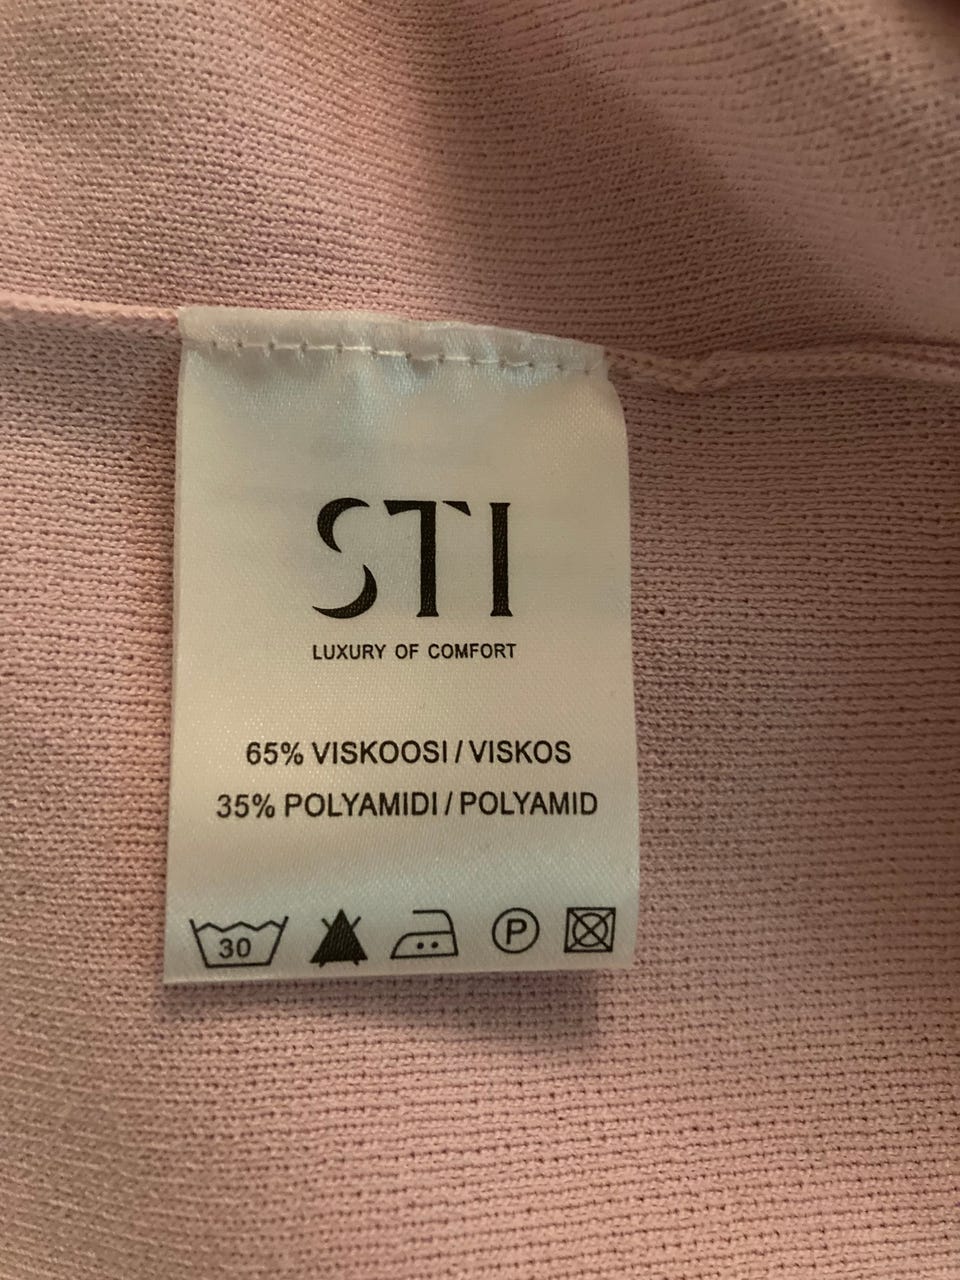 STI
LUXURY OF COMFORT
65% VISKOOSI / VISKOS
35% POLYAMIDI / POLYAMID
30 P